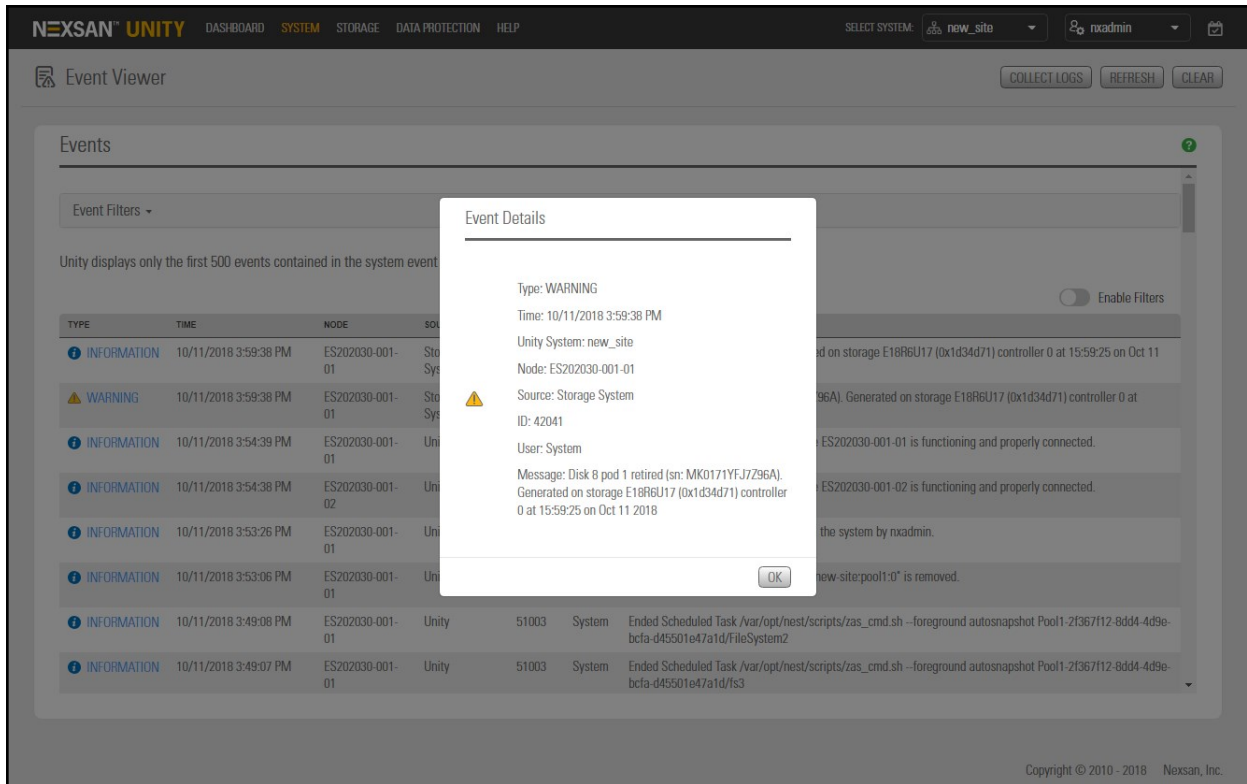 NEXSAN™ UNITY DASHBOARD SYSTEM STORAGE DATA PROTECTION HELP SELECT SYSTEM: new_site nxadmin
Event Viewer COLLECT LOGS REFRESH CLEAR
Events
Event Filters
Unity displays only the first 500 events contained in the system event
Enable Filters
TYPE TIME NODE
INFORMATION 10/11/2018 3:59:38 PM ES202030-001- ed on storage E18R6U17 (0x1d34d71) controller 0 at 15:59:25 on Oct 11
01
WARNING 10/11/2018 3:59:38 PM ES202030-001- Z96A). Generated on storage E18R6U17 (0x1d34d71) controller 0 at
01
INFORMATION 10/11/2018 3:54:39 PM ES202030-001- ES202030-001-01 is functioning and properly connected.
01
INFORMATION 10/11/2018 3:54:38 PM ES202030-001- ES202030-001-02 is functioning and properly connected.
02
INFORMATION 10/11/2018 3:53:26 PM ES202030-001- the system by nxadmin.
01
INFORMATION 10/11/2018 3:53:06 PM ES202030-001- new-site:pool1:0" is removed.
01
INFORMATION 10/11/2018 3:49:08 PM ES202030-001- Unity 51003 System Ended Scheduled Task /var/opt/nest/scripts/zas_cmd.sh --foreground autosnapshot Pool1-2f367f12-8dd4-4d9e-
01 bcfa-d45501e47a1d/FileSystem2
INFORMATION 10/11/2018 3:49:07 PM ES202030-001- Unity 51003 System Ended Scheduled Task /var/opt/nest/scripts/zas_cmd.sh --foreground autosnapshot Pool1-2f367f12-8dd4-4d9e-
01 bcfa-d45501e47a1d/fs3
Event Details
Type: WARNING
Time: 10/11/2018 3:59:38 PM
Unity System: new_site
Node: ES202030-001-01
Source: Storage System
ID: 42041
User: System
Message: Disk 8 pod 1 retired (sn: MK0171YFJ7Z96A).
Generated on storage E18R6U17 (0x1d34d71) controller
0 at 15:59:25 on Oct 11 2018
OK
Copyright © 2010 - 2018 Nexsan, Inc.